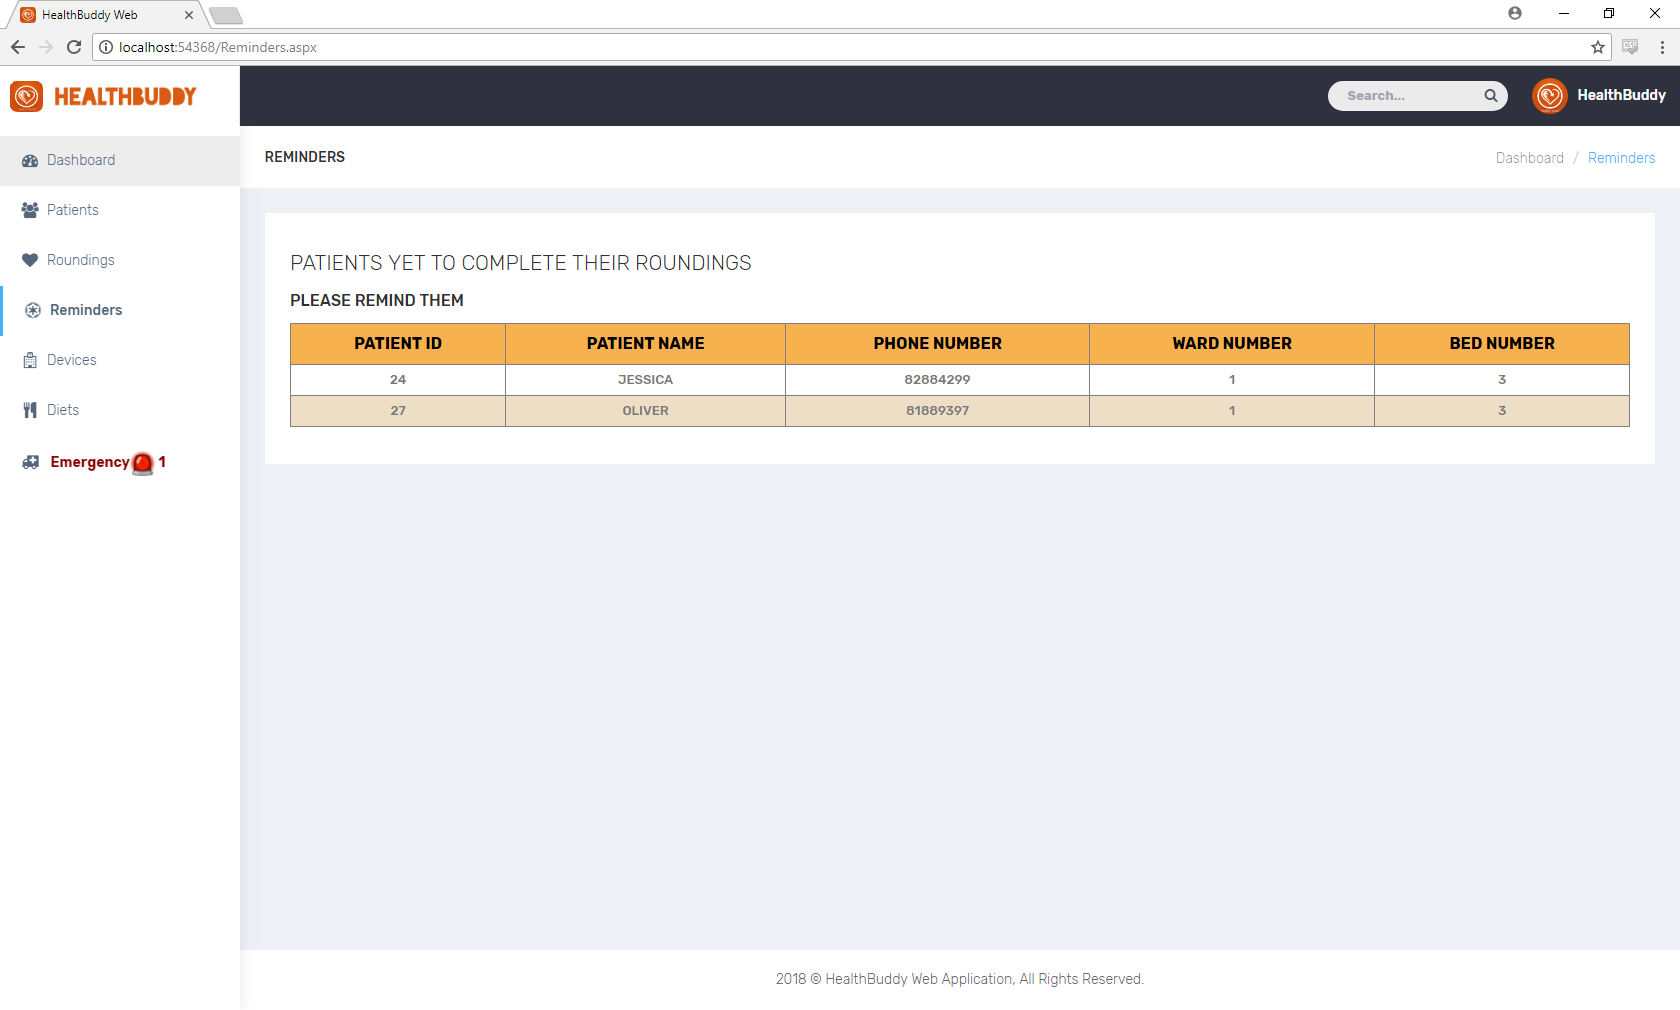 HealthBuddy Web
localhost:54368/Reminders.aspx
HEALTHBUDDY
Search...
HealthBuddy
Dashboard
Patients
Roundings
Reminders
Devices
Diets
Emergency 1
REMINDERS
Dashboard / Reminders
PATIENTS YET TO COMPLETE THEIR ROUNDINGS
PLEASE REMIND THEM
PATIENT ID PATIENT NAME PHONE NUMBER WARD NUMBER BED NUMBER
24 JESSICA 82884299 1 3
27 OLIVER 81889397 1 3
2018 © HealthBuddy Web Application, All Rights Reserved.